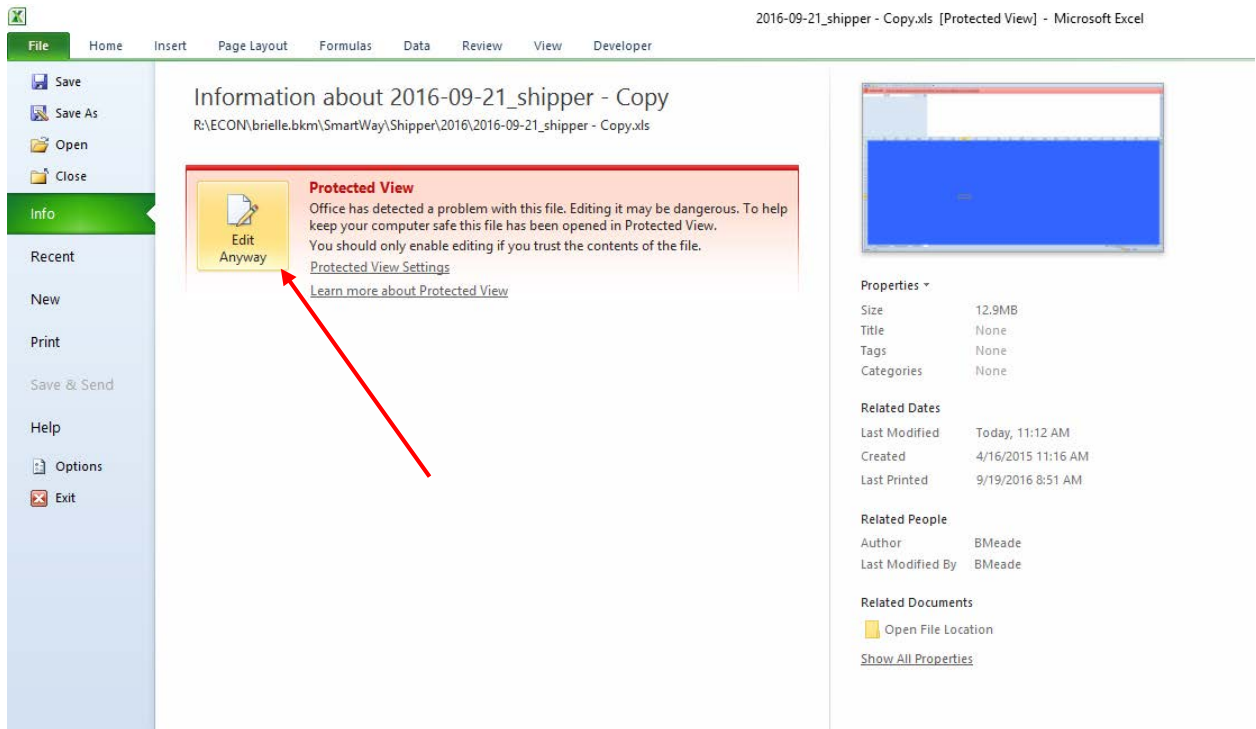 2016-09-21_shipper - Copy.xls [Protected View] - Microsoft Excel
File Home Insert Page Layout Formulas Data Review View Developer
Save
Save As
Open
Close
Info
Recent
New
Print
Save & Send
Help
Options
Exit
Information about 2016-09-21_shipper - Copy
R:\ECON\brielle.bkm\SmartWay\Shipper\2016\2016-09-21_shipper - Copy.xls
Edit
Anyway
Protected View
Office has detected a problem with this file. Editing it may be dangerous. To help
keep your computer safe this file has been opened in Protected View.
You should only enable editing if you trust the contents of the file.
Protected View Settings
Learn more about Protected View
Properties
Size 12.9MB
Title None
Tags None
Categories None
Related Dates
Last Modified Today, 11:12 AM
Created 4/16/2015 11:16 AM
Last Printed 9/19/2016 8:51 AM
Related People
Author BMeade
Last Modified By BMeade
Related Documents
Open File Location
Show All Properties